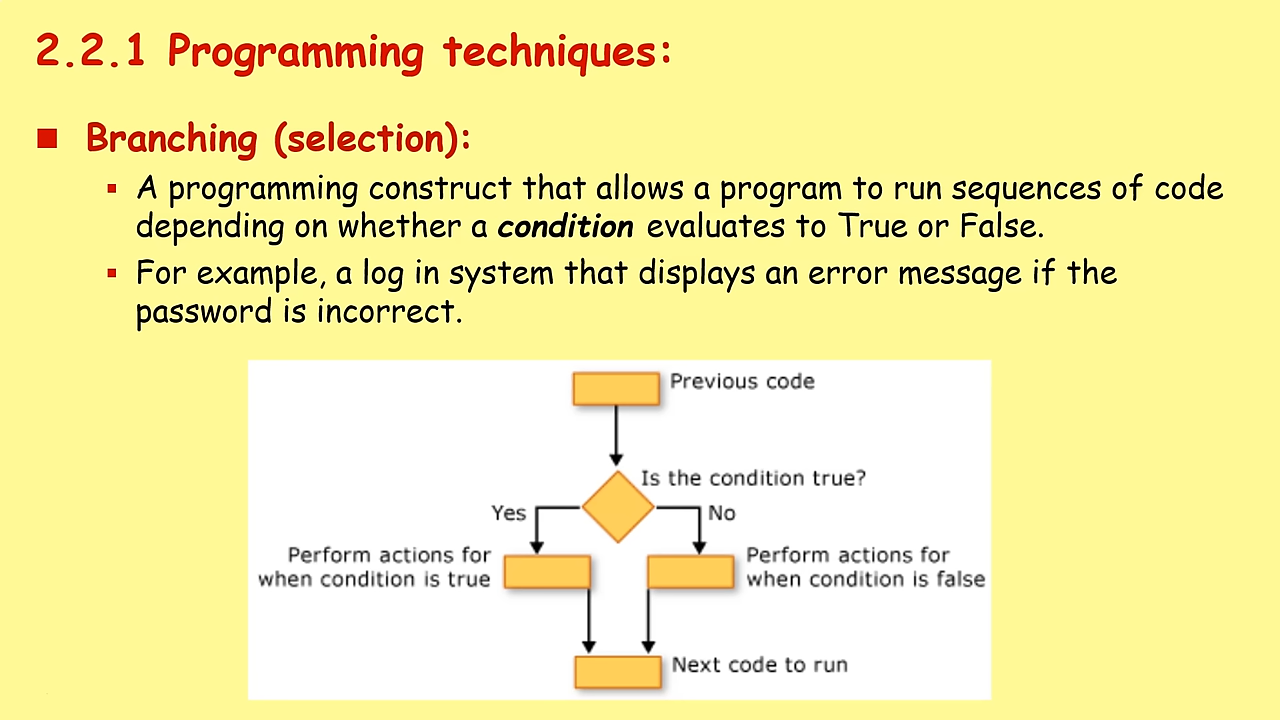 2.2.1 Programming techniques:
Branching (selection):
A programming construct that allows a program to run sequences of code
depending on whether a condition evaluates to True or False.
For example, a log in system that displays an error message if the
password is incorrect.
Previous code
Is the condition true?
Yes
No
Perform actions for
when condition is true
Perform actions for
when condition is false
Next code to run